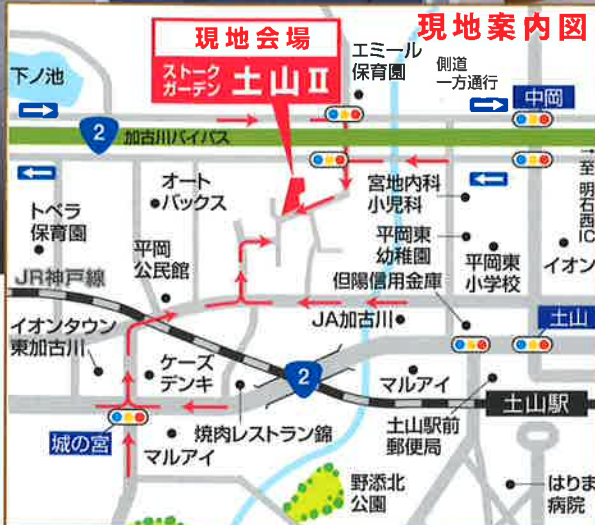 現地案内図
現地会場
ストーク
ガーデン
土山Ⅱ
エミール
保育園
側道
一方通行
下ノ池
中岡
2
加古川バイパス
→至明石西IC
オート
バックス
宮地内科
小児科
トベラ
保育園
平岡
公民館
平岡東
幼稚園
平岡東
小学校
イオン
JR神戸線
但陽信用金庫
イオンタウン
東加古川
JA加古川
土山
ケーズ
デンキ
2
マルアイ
土山駅
城の宮
焼肉レストラン錦
土山駅前
郵便局
マルアイ
野添北
公園
はりま
病院